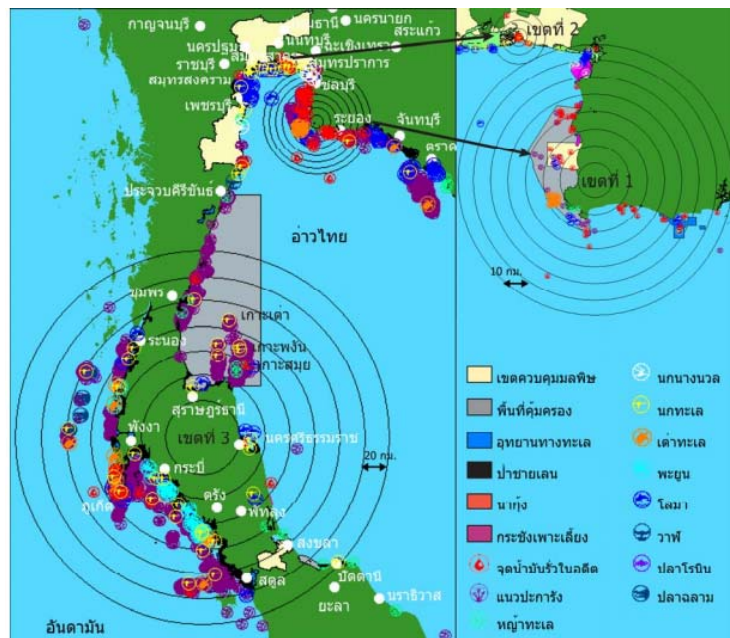 กาญจนบุรี
นครนายก
นนทบุรี
สระแก้ว
นครปฐม
ฉะเชิงเทรา
ราชบุรี
สมุทรปราการ
สมุทรสงคราม
ชลบุรี
เพชรบุรี
ระยอง
จันทบุรี
ตราด
ประจวบคีรีขันธ์
อ่าวไทย
ชุมพร
ระนอง
เกาะเต่า
เกาะพงัน
เกาะสมุย
สุราษฎร์ธานี
พังงา
เขตที่ 3
นครศรีธรรมราช
20 กม.
กระบี่
ภูเก็ต
ตรัง
พัทลุง
สงขลา
สตูล
ปัตตานี
ยะลา
นราธิวาส
อันดามัน
เขตที่ 2
เขตที่ 1
10 กม.
เขตควบคุมมลพิษ
พื้นที่คุ้มครอง
อุทยานทางทะเล
ป่าชายเลน
นากุ้ง
กระชังเพาะเลี้ยง
จุดน้ำมันรั่วในอดีต
แนวปะการัง
หญ้าทะเล
นกนางนวล
นกทะเล
เต่าทะเล
พะยูน
โลมา
วาฬ
ปลาโรนิน
ปลาฉลาม